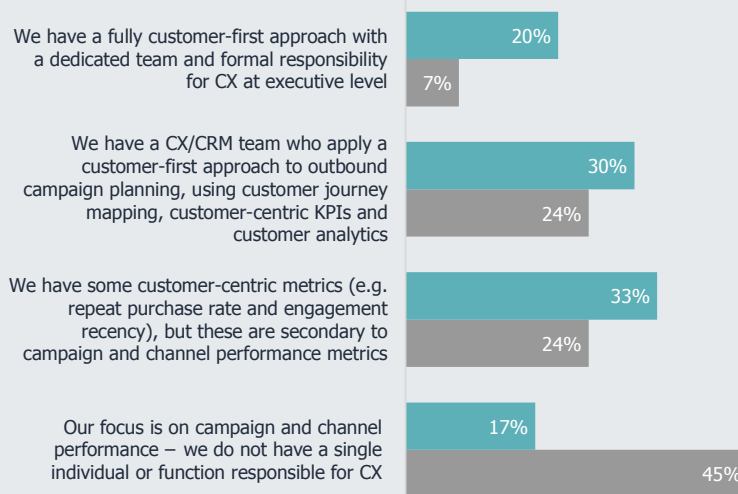 We have a fully customer-first approach with
a dedicated team and formal responsibility
for CX at executive level
20%
7%
We have a CX/CRM team who apply a
customer-first approach to outbound
campaign planning, using customer journey
mapping, customer-centric KPIs and
customer analytics
30%
24%
We have some customer-centric metrics (e.g.
repeat purchase rate and engagement
recency), but these are secondary to
campaign and channel performance metrics
33%
24%
Our focus is on campaign and channel
performance – we do not have a single
individual or function responsible for CX
17%
45%